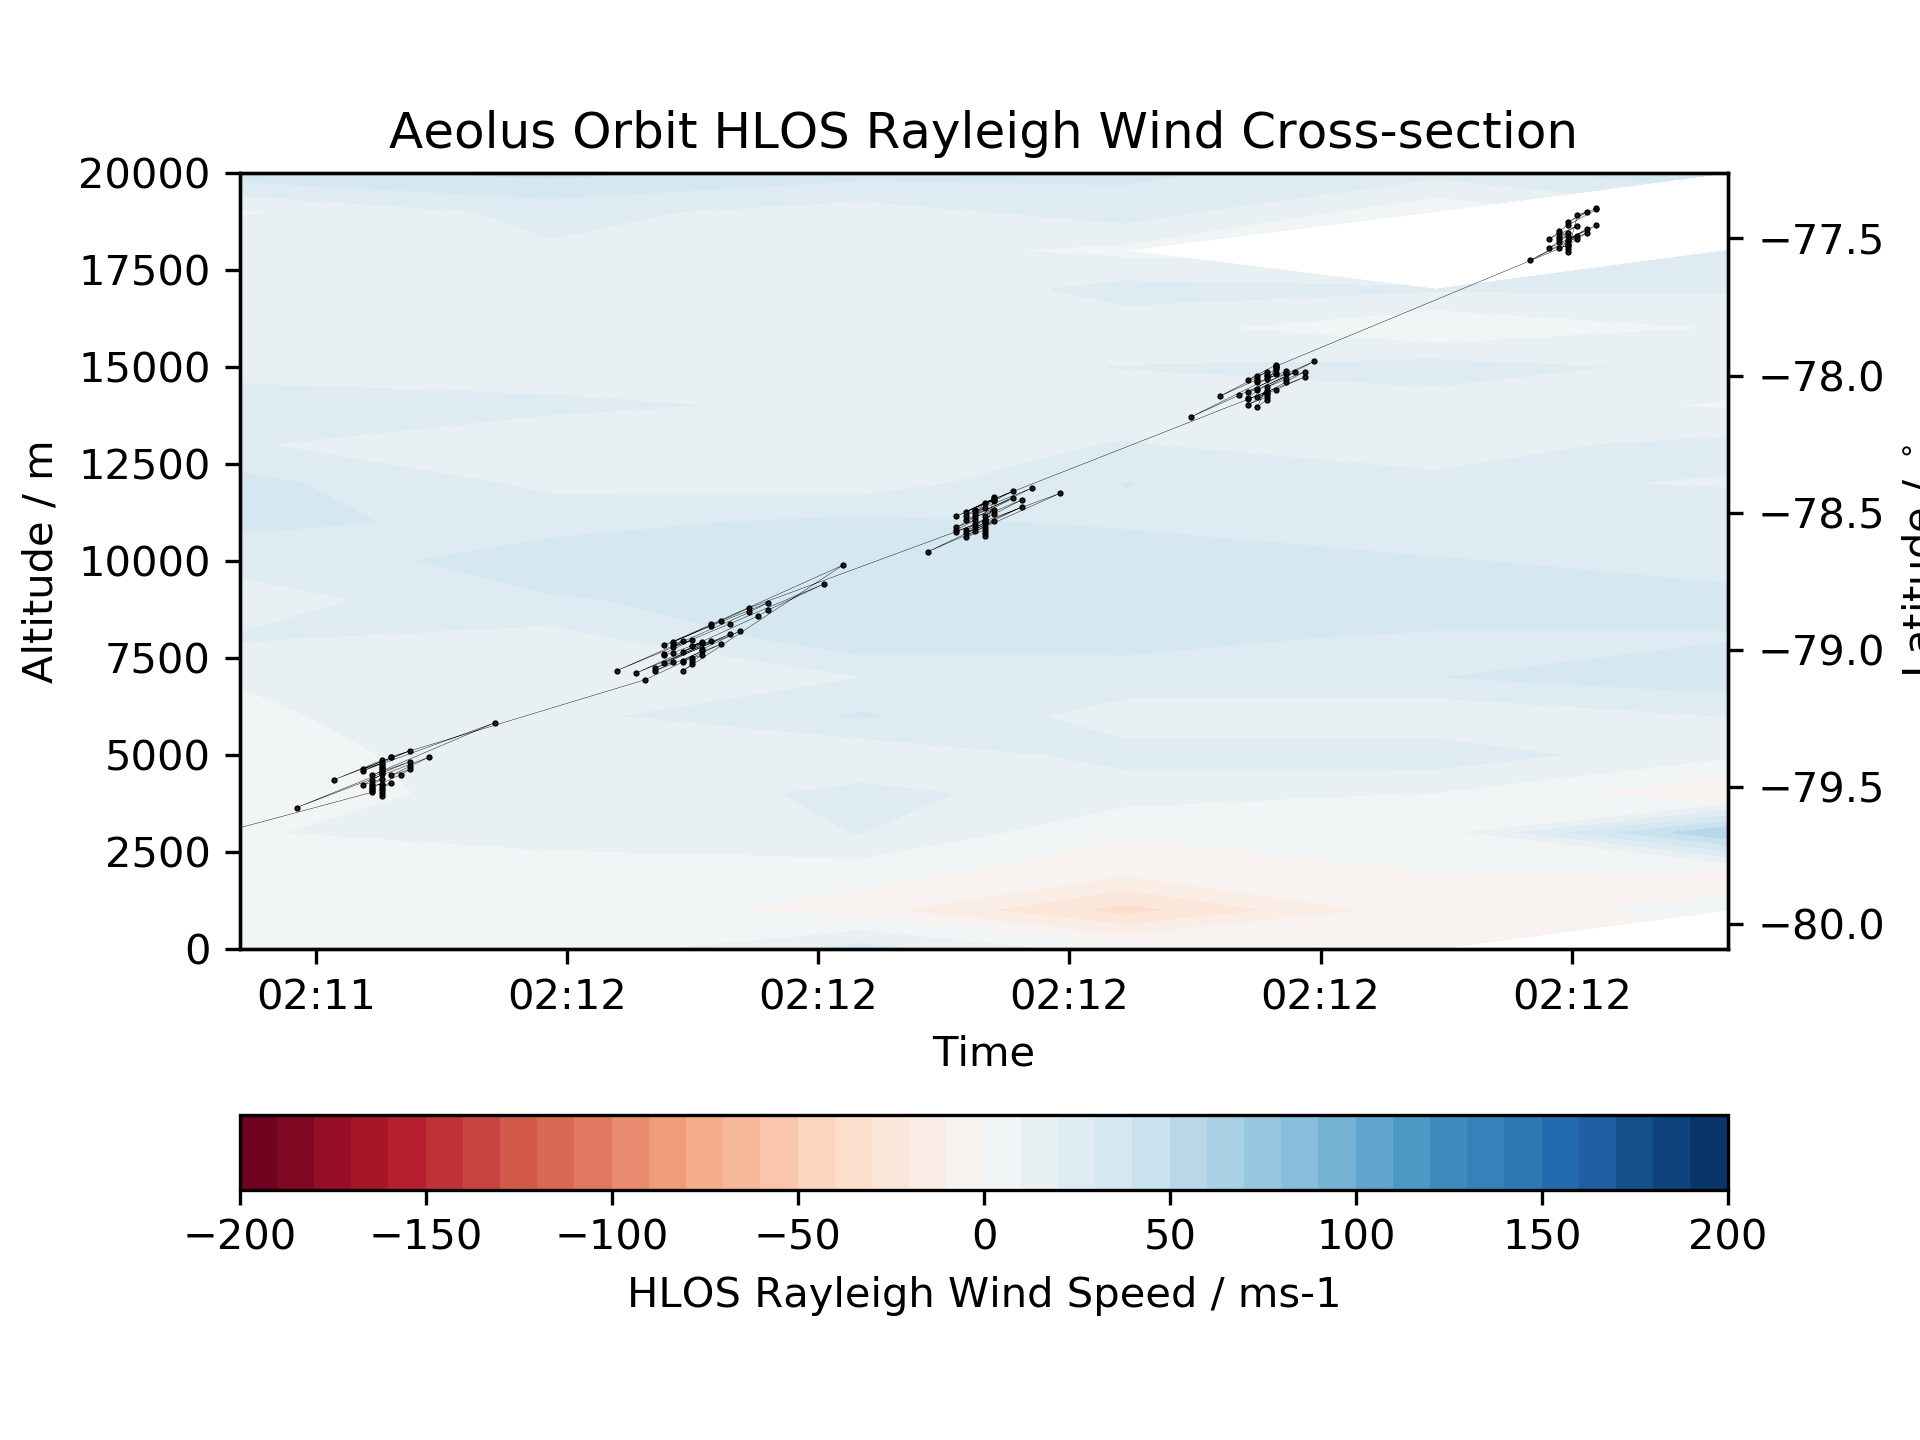 Aeolus Orbit HLOS Rayleigh Wind Cross-section
20000
17500
15000
12500
10000
7500
5000
2500
0
Altitude / m
−77.5
−78.0
−78.5
−79.0
−79.5
−80.0
Latitude / °
02:11 02:12 02:12 02:12 02:12 02:12
Time
−200 −150 −100 −50 0 50 100 150 200
HLOS Rayleigh Wind Speed / ms-1